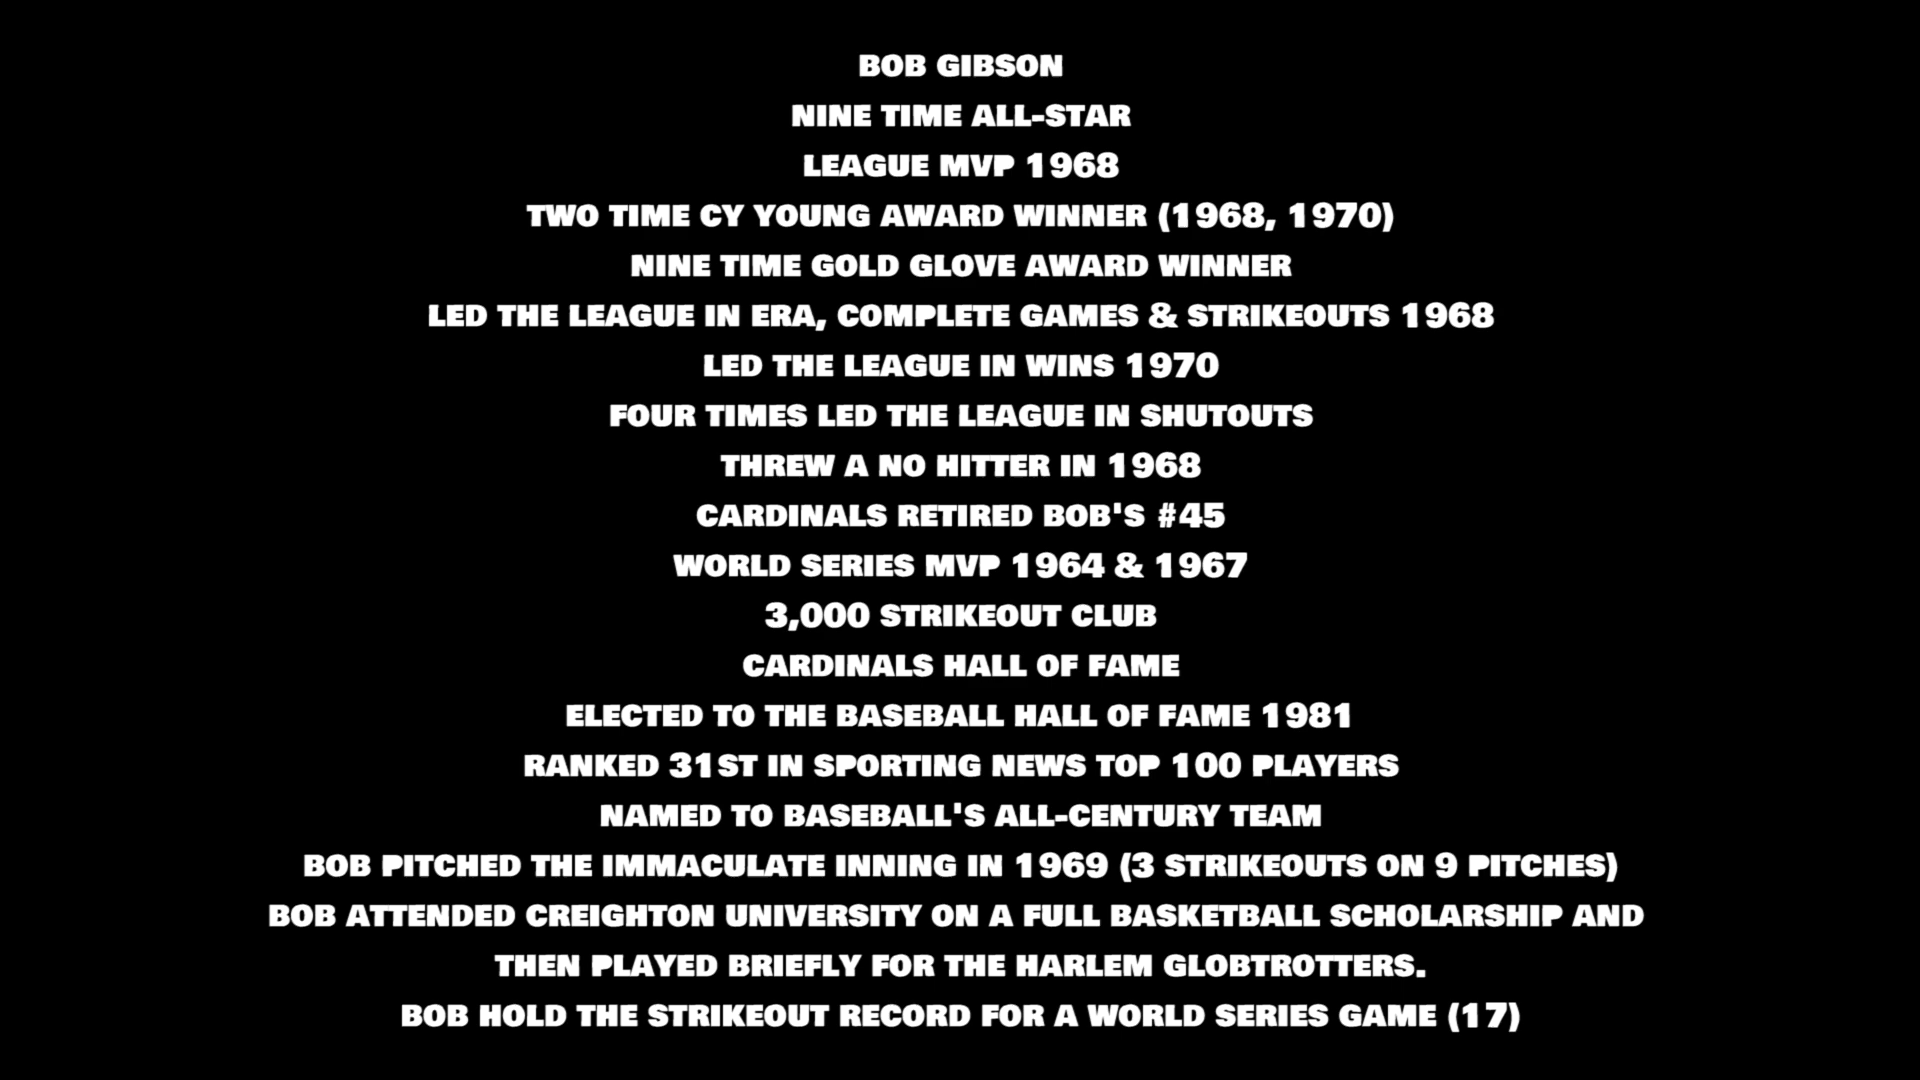 BOB GIBSON
NINE TIME ALL-STAR
LEAGUE MVP 1968
TWO TIME CY YOUNG AWARD WINNER (1968, 1970)
NINE TIME GOLD GLOVE AWARD WINNER
LED THE LEAGUE IN ERA, COMPLETE GAMES & STRIKEOUTS 1968
LED THE LEAGUE IN WINS 1970
FOUR TIMES LED THE LEAGUE IN SHUTOUTS
THREW A NO HITTER IN 1968
CARDINALS RETIRED BOB'S #45
WORLD SERIES MVP 1964 & 1967
3,000 STRIKEOUT CLUB
CARDINALS HALL OF FAME
ELECTED TO THE BASEBALL HALL OF FAME 1981
RANKED 31ST IN SPORTING NEWS TOP 100 PLAYERS
NAMED TO BASEBALL'S ALL-CENTURY TEAM
BOB PITCHED THE IMMACULATE INNING IN 1969 (3 STRIKEOUTS ON 9 PITCHES)
BOB ATTENDED CREIGHTON UNIVERSITY ON A FULL BASKETBALL SCHOLARSHIP AND
THEN PLAYED BRIEFLY FOR THE HARLEM GLOBTROTTERS.
BOB HOLD THE STRIKEOUT RECORD FOR A WORLD SERIES GAME (17)